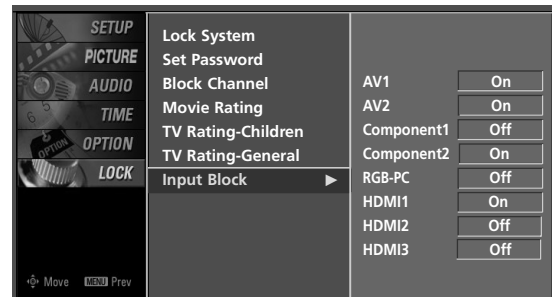 SETUP
PICTURE
AUDIO
TIME
OPTION
LOCK
Move MENU Prev
Lock System
Set Password
Block Channel
Movie Rating
TV Rating-Children
TV Rating-General
Input Block ▶
AV1 On
AV2 On
Component1 Off
Component2 On
RGB-PC Off
HDMI1 On
HDMI2 Off
HDMI3 Off